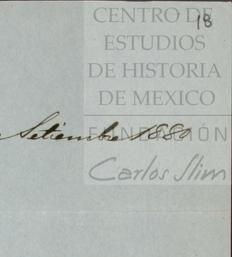 CENTRO DE 18
ESTUDIOS
DE HISTORIA
DE MEXICO
Setiembre 1880
FUNDACIÓN
Carlos Slim